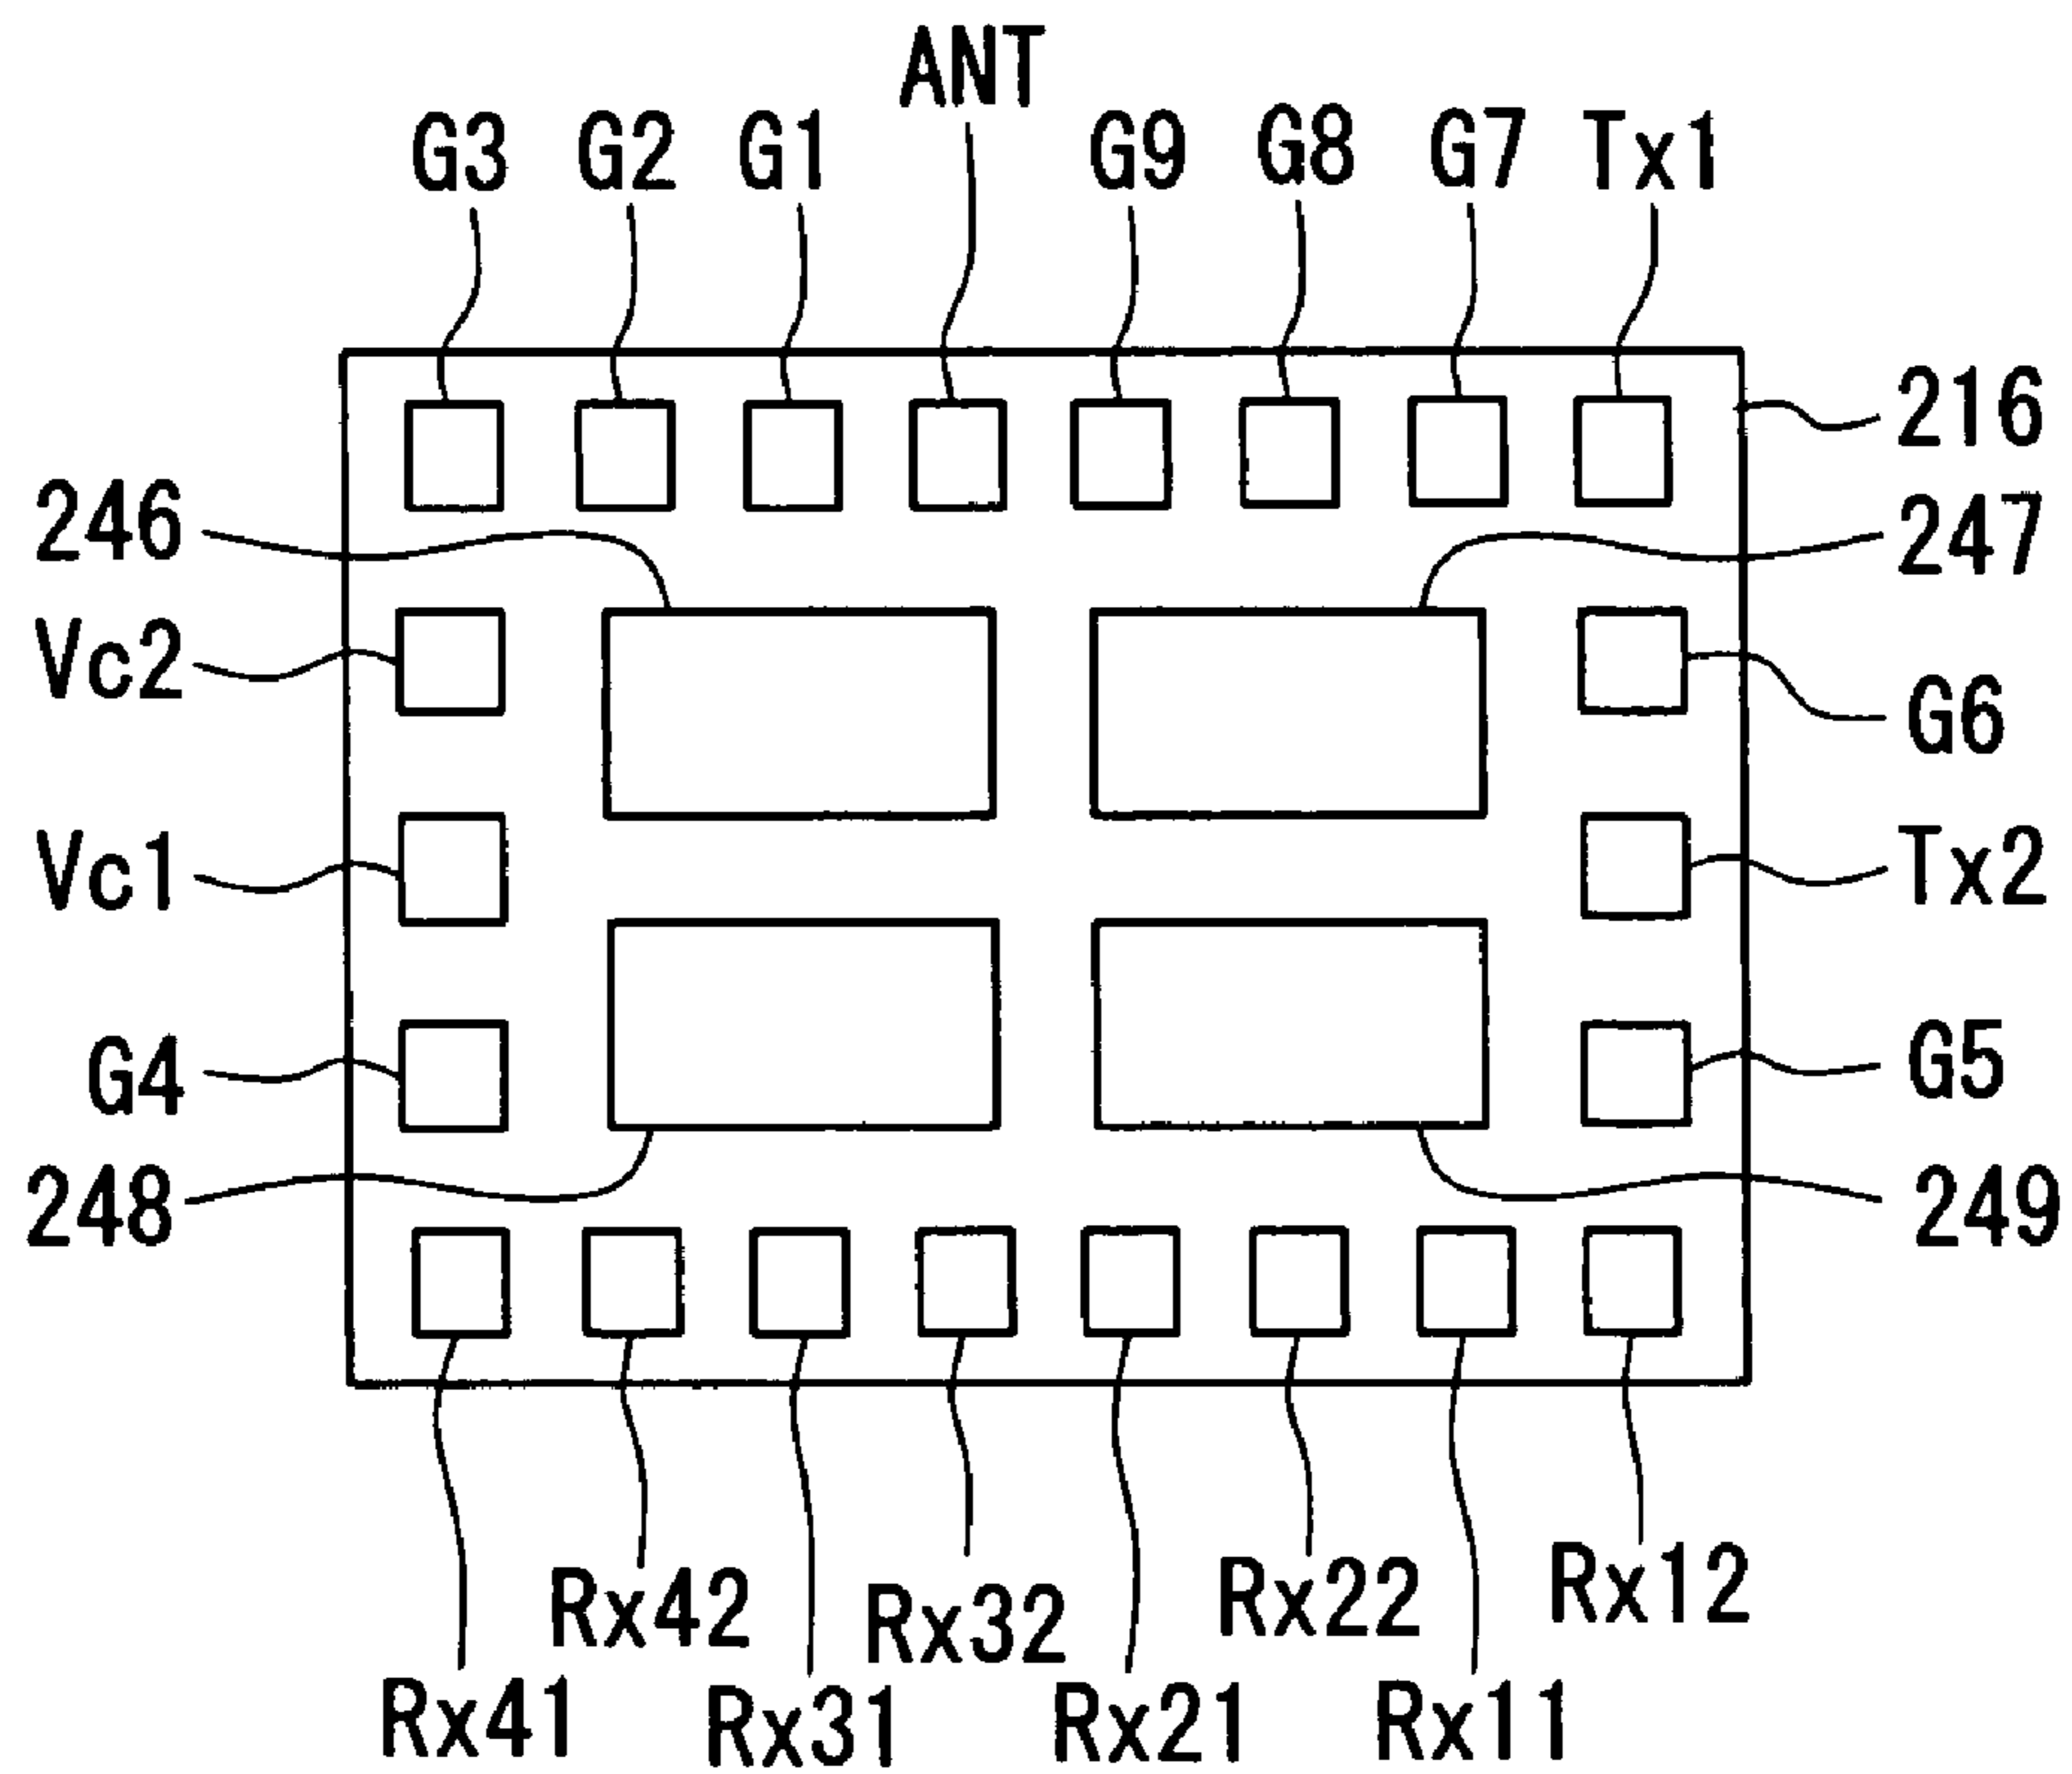 ANT
G3 G2 G1 G9 G8 G7 Tx1
216
246 247
Vc2 G6
Vc1 Tx2
G4 G5
248 249
Rx42 Rx32 Rx22 Rx12
Rx41 Rx31 Rx21 Rx11